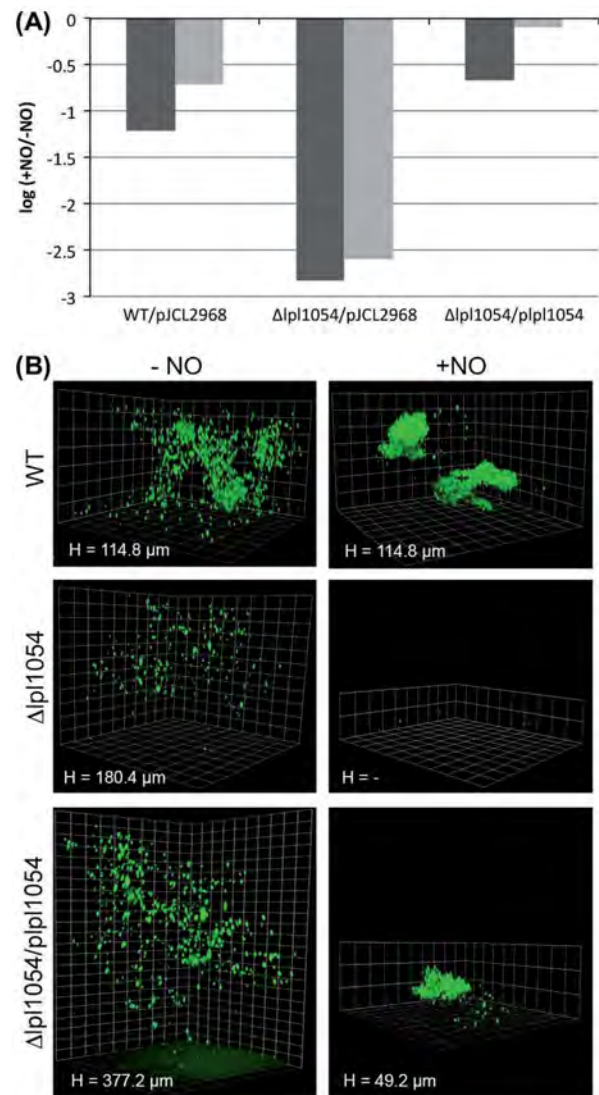 (A)
0
-0.5
-1
-1.5
-2
-2.5
-3
log (+NO/-NO)
WT/pJCL2968 Δlpl1054/pJCL2968 Δlpl1054/plpl1054
(B)
- NO +NO
WT
H = 114.8 µm H = 114.8 µm
Δlpl1054
H = 180.4 µm H = -
Δlpl1054/plpl1054
H = 377.2 µm H = 49.2 µm